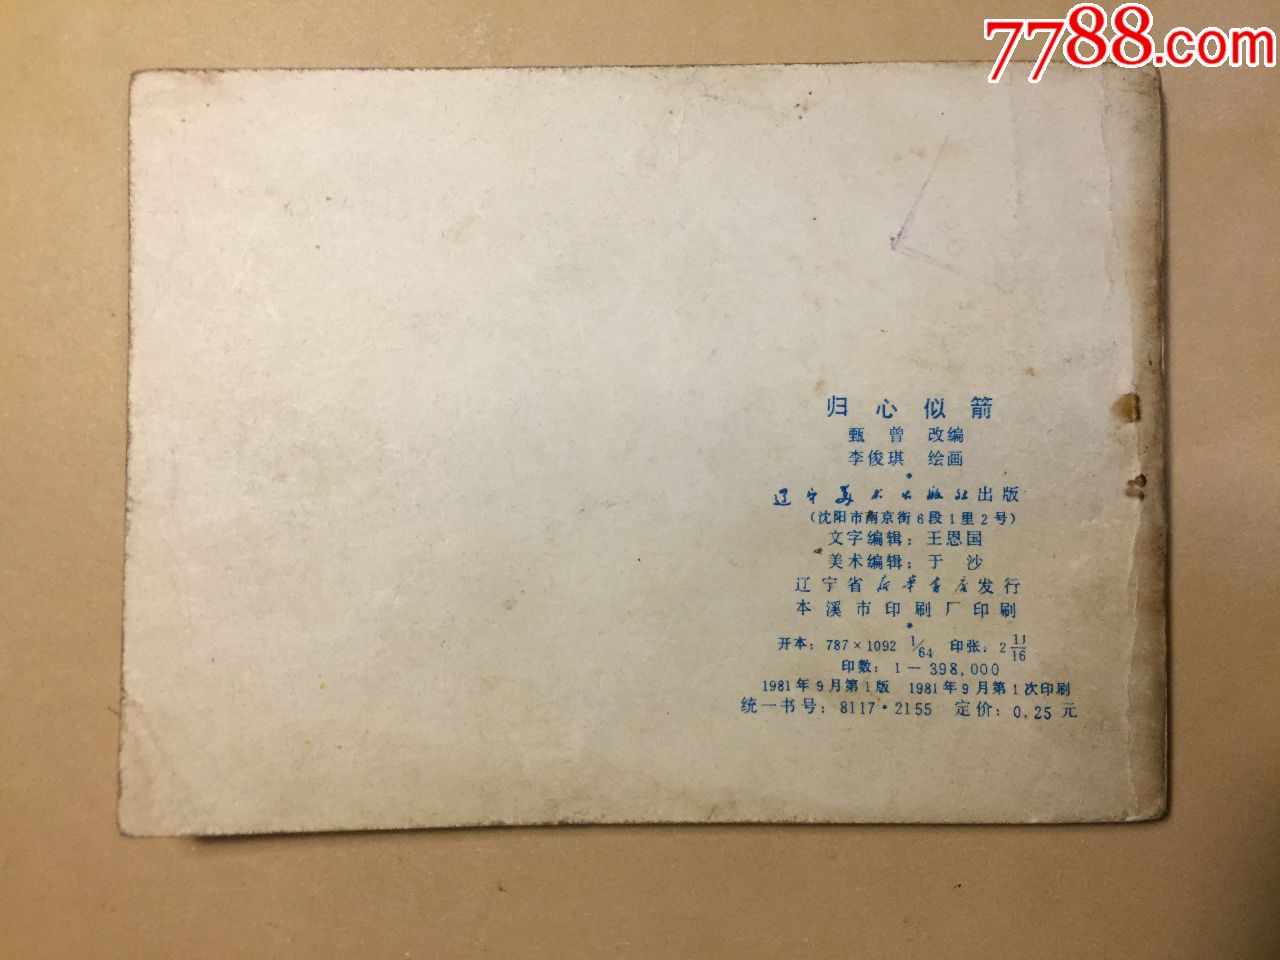 7788.com
归心似箭
甄曾 改编
李俊琪 绘画
*
辽宁美术出版社出版
(沈阳市南京街6段1里2号)
文字编辑：王恩国
美术编辑：于沙
辽宁省新华书店发行
本溪市印刷厂印刷
*
开本：787×1092 1/64 印张：2 11/16
印数：1—398,000
1981年9月第1版 1981年9月第1次印刷
统一书号：8117·2155 定价：0.25元